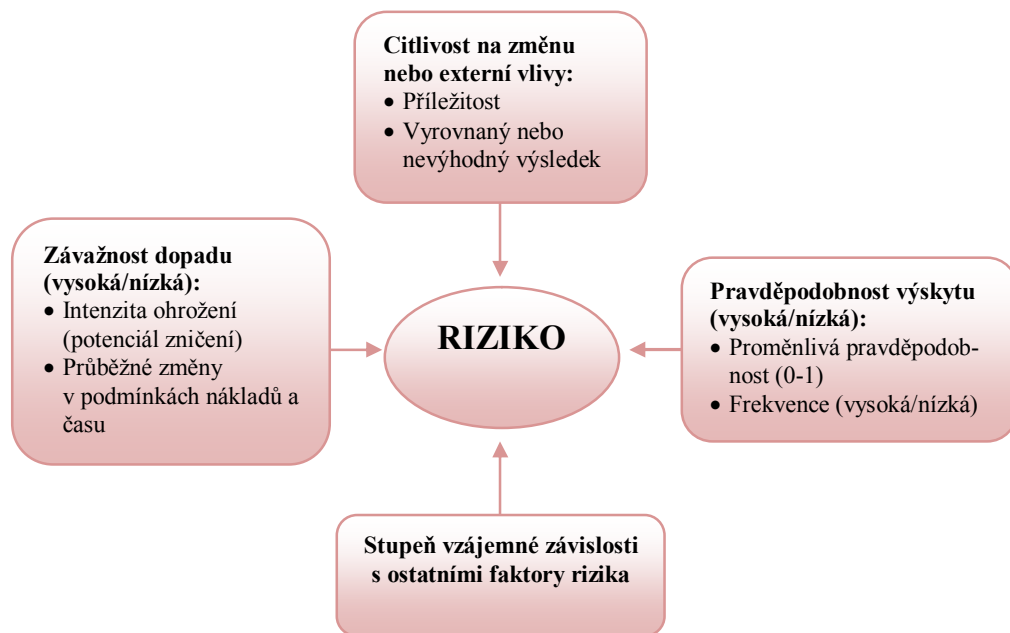 Citlivost na změnu
nebo externí vlivy:
• Příležitost
• Vyrovnaný nebo
nevýhodný výsledek
Závažnost dopadu
(vysoká/nízká):
• Intenzita ohrožení
(potenciál zničení)
• Průběžné změny
v podmínkách nákladů a
času
RIZIKO
Pravděpodobnost výskytu
(vysoká/nízká):
• Proměnlivá pravděpodob-
nost (0-1)
• Frekvence (vysoká/nízká)
Stupeň vzájemné závislosti
s ostatními faktory rizika